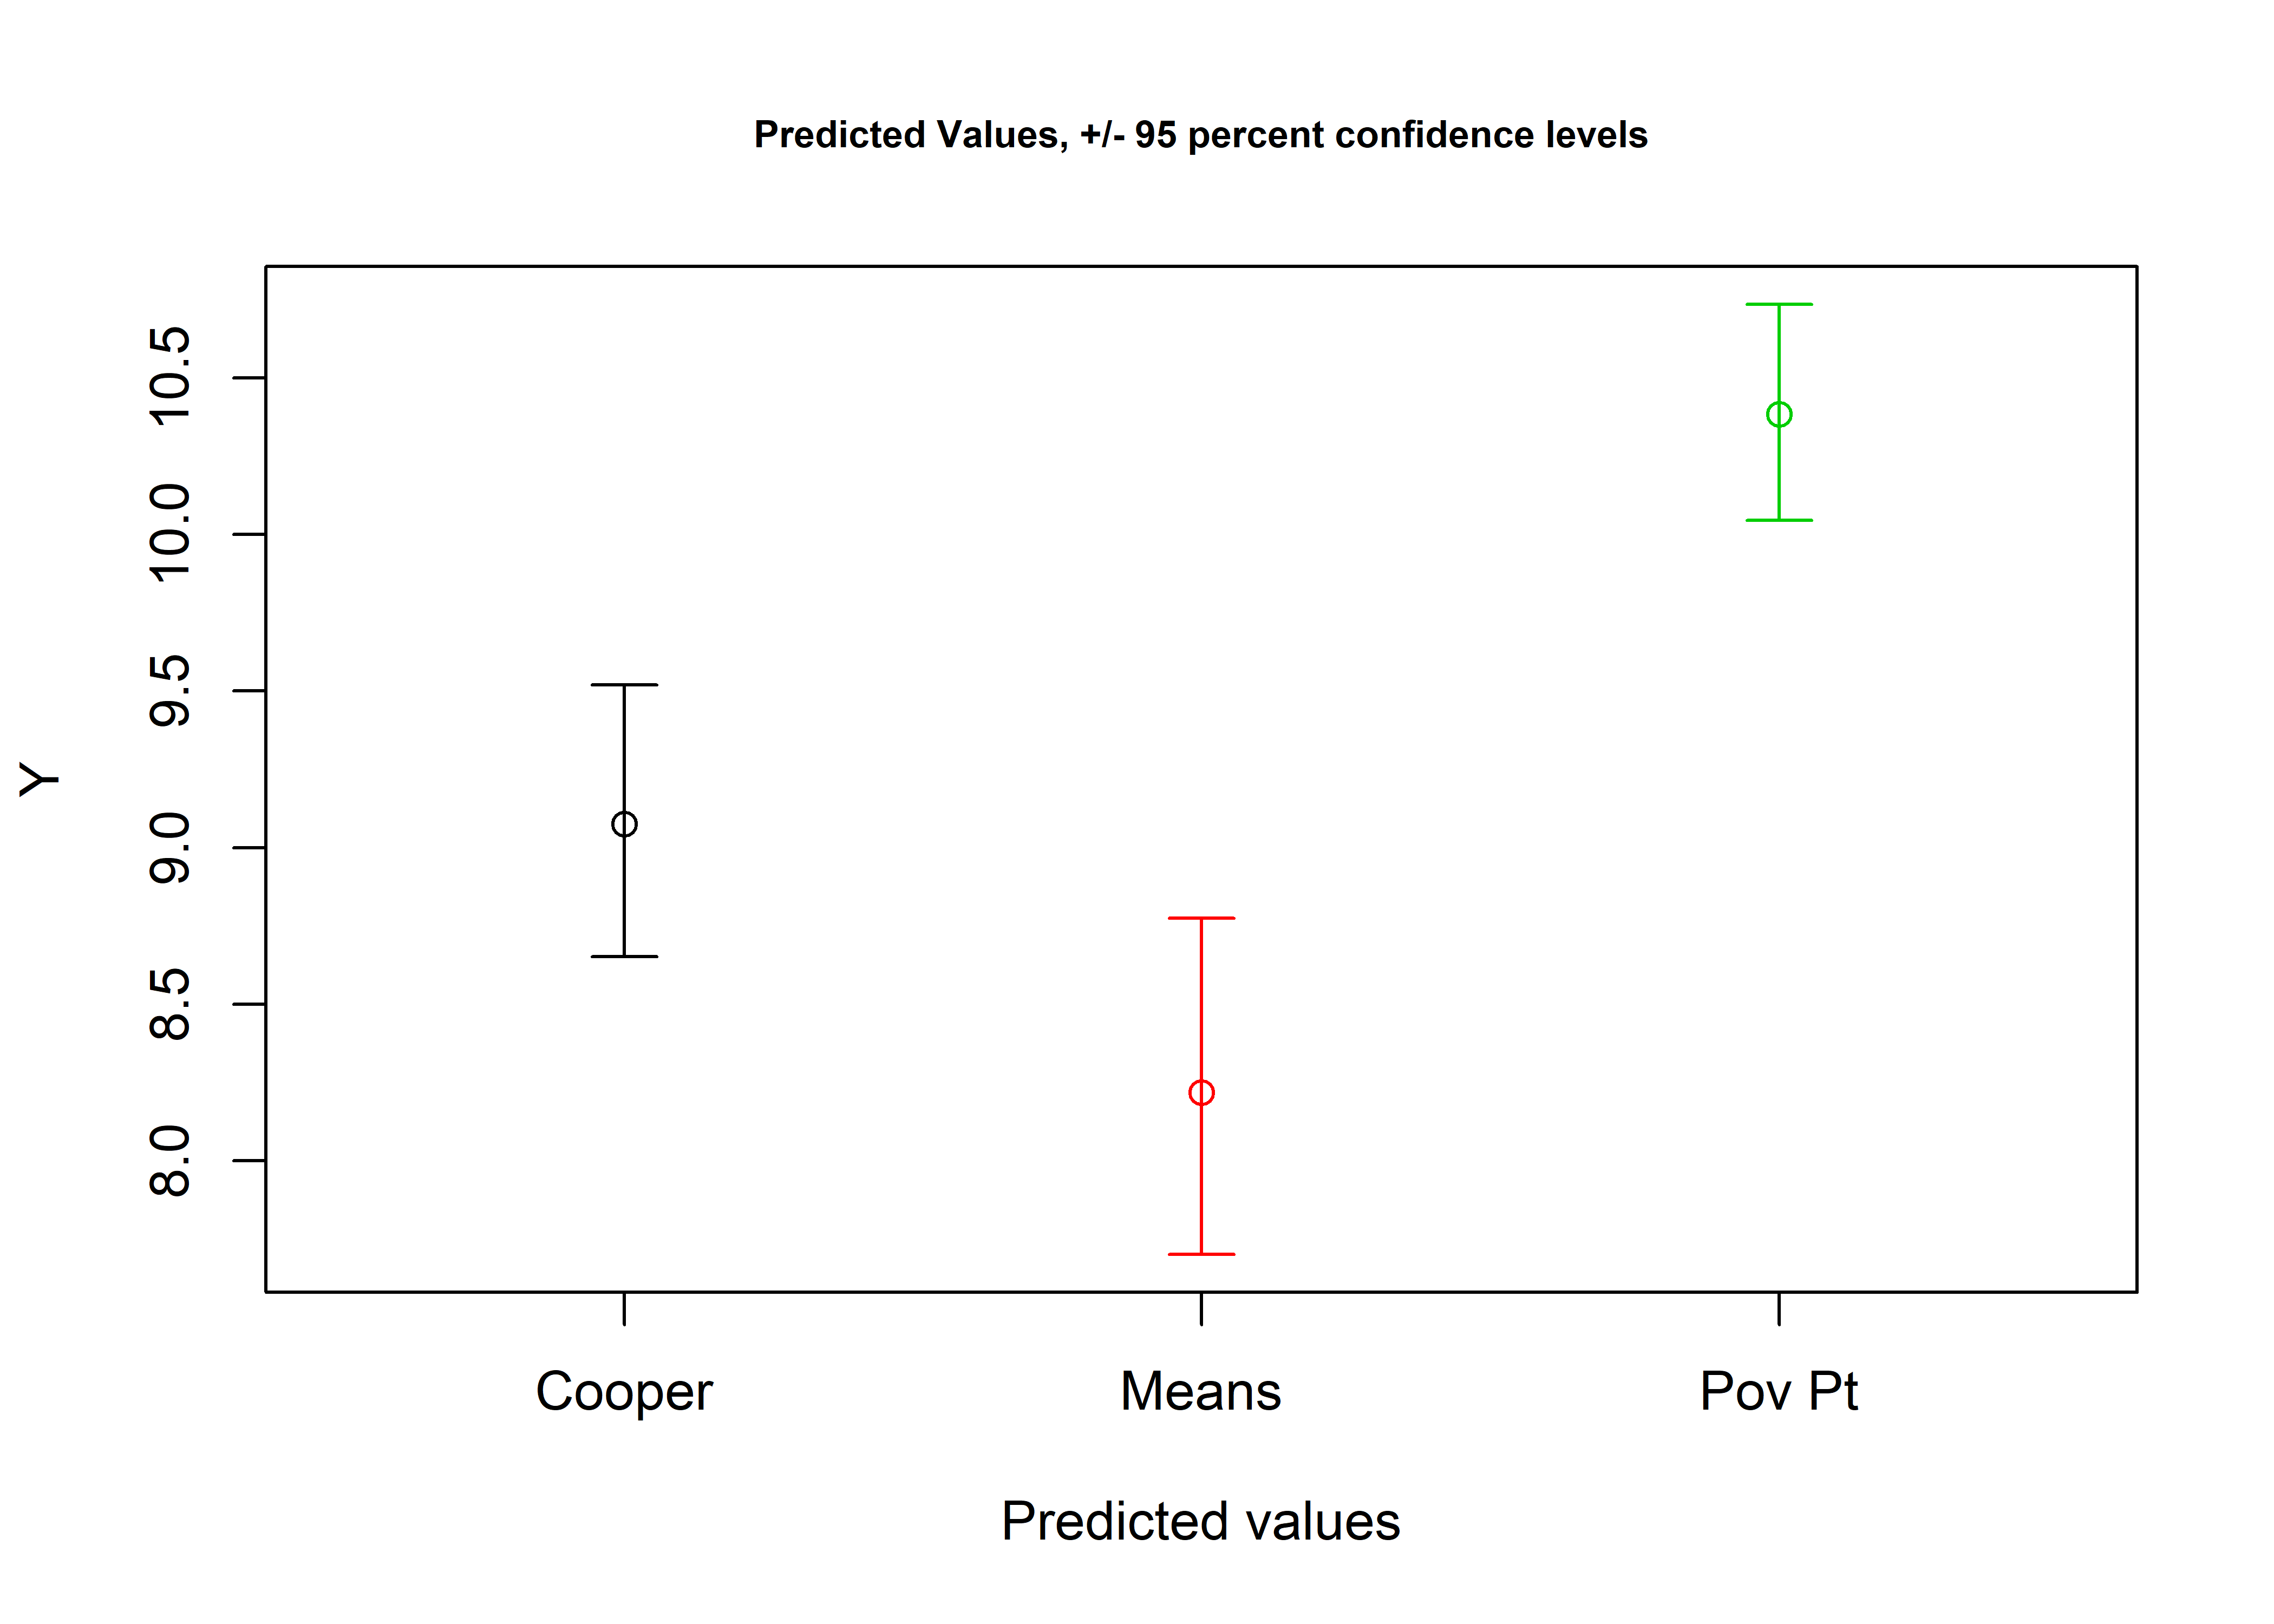 Predicted Values, +/- 95 percent confidence levels
Y
10.5
10.0
9.5
9.0
8.5
8.0
Cooper
Means
Pov Pt
Predicted values